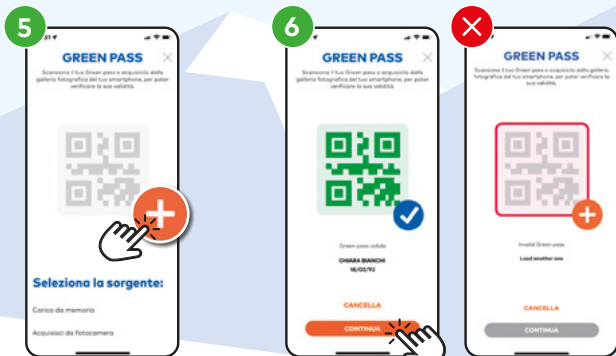 5
GREEN PASS
Scansiona il tuo Green pass o acquisiscilo dalla
galleria fotografica del tuo smartphone, per poter
verificare la sua validità.
Seleziona la sorgente:
Carica da memoria
Acquisisci da fotocamera
6
GREEN PASS
Scansiona il tuo Green pass o acquisiscilo dalla
galleria fotografica del tuo smartphone, per poter
verificare la sua validità.
Green pass valido
CHIARA BIANCHI
16/02/92
CANCELLA
CONTINUA
GREEN PASS
Scansiona il tuo Green pass o acquisiscilo dalla
galleria fotografica del tuo smartphone, per poter verificare la
sua validità.
Invalid Green pass
Load another one
CANCELLA
CONTINUA